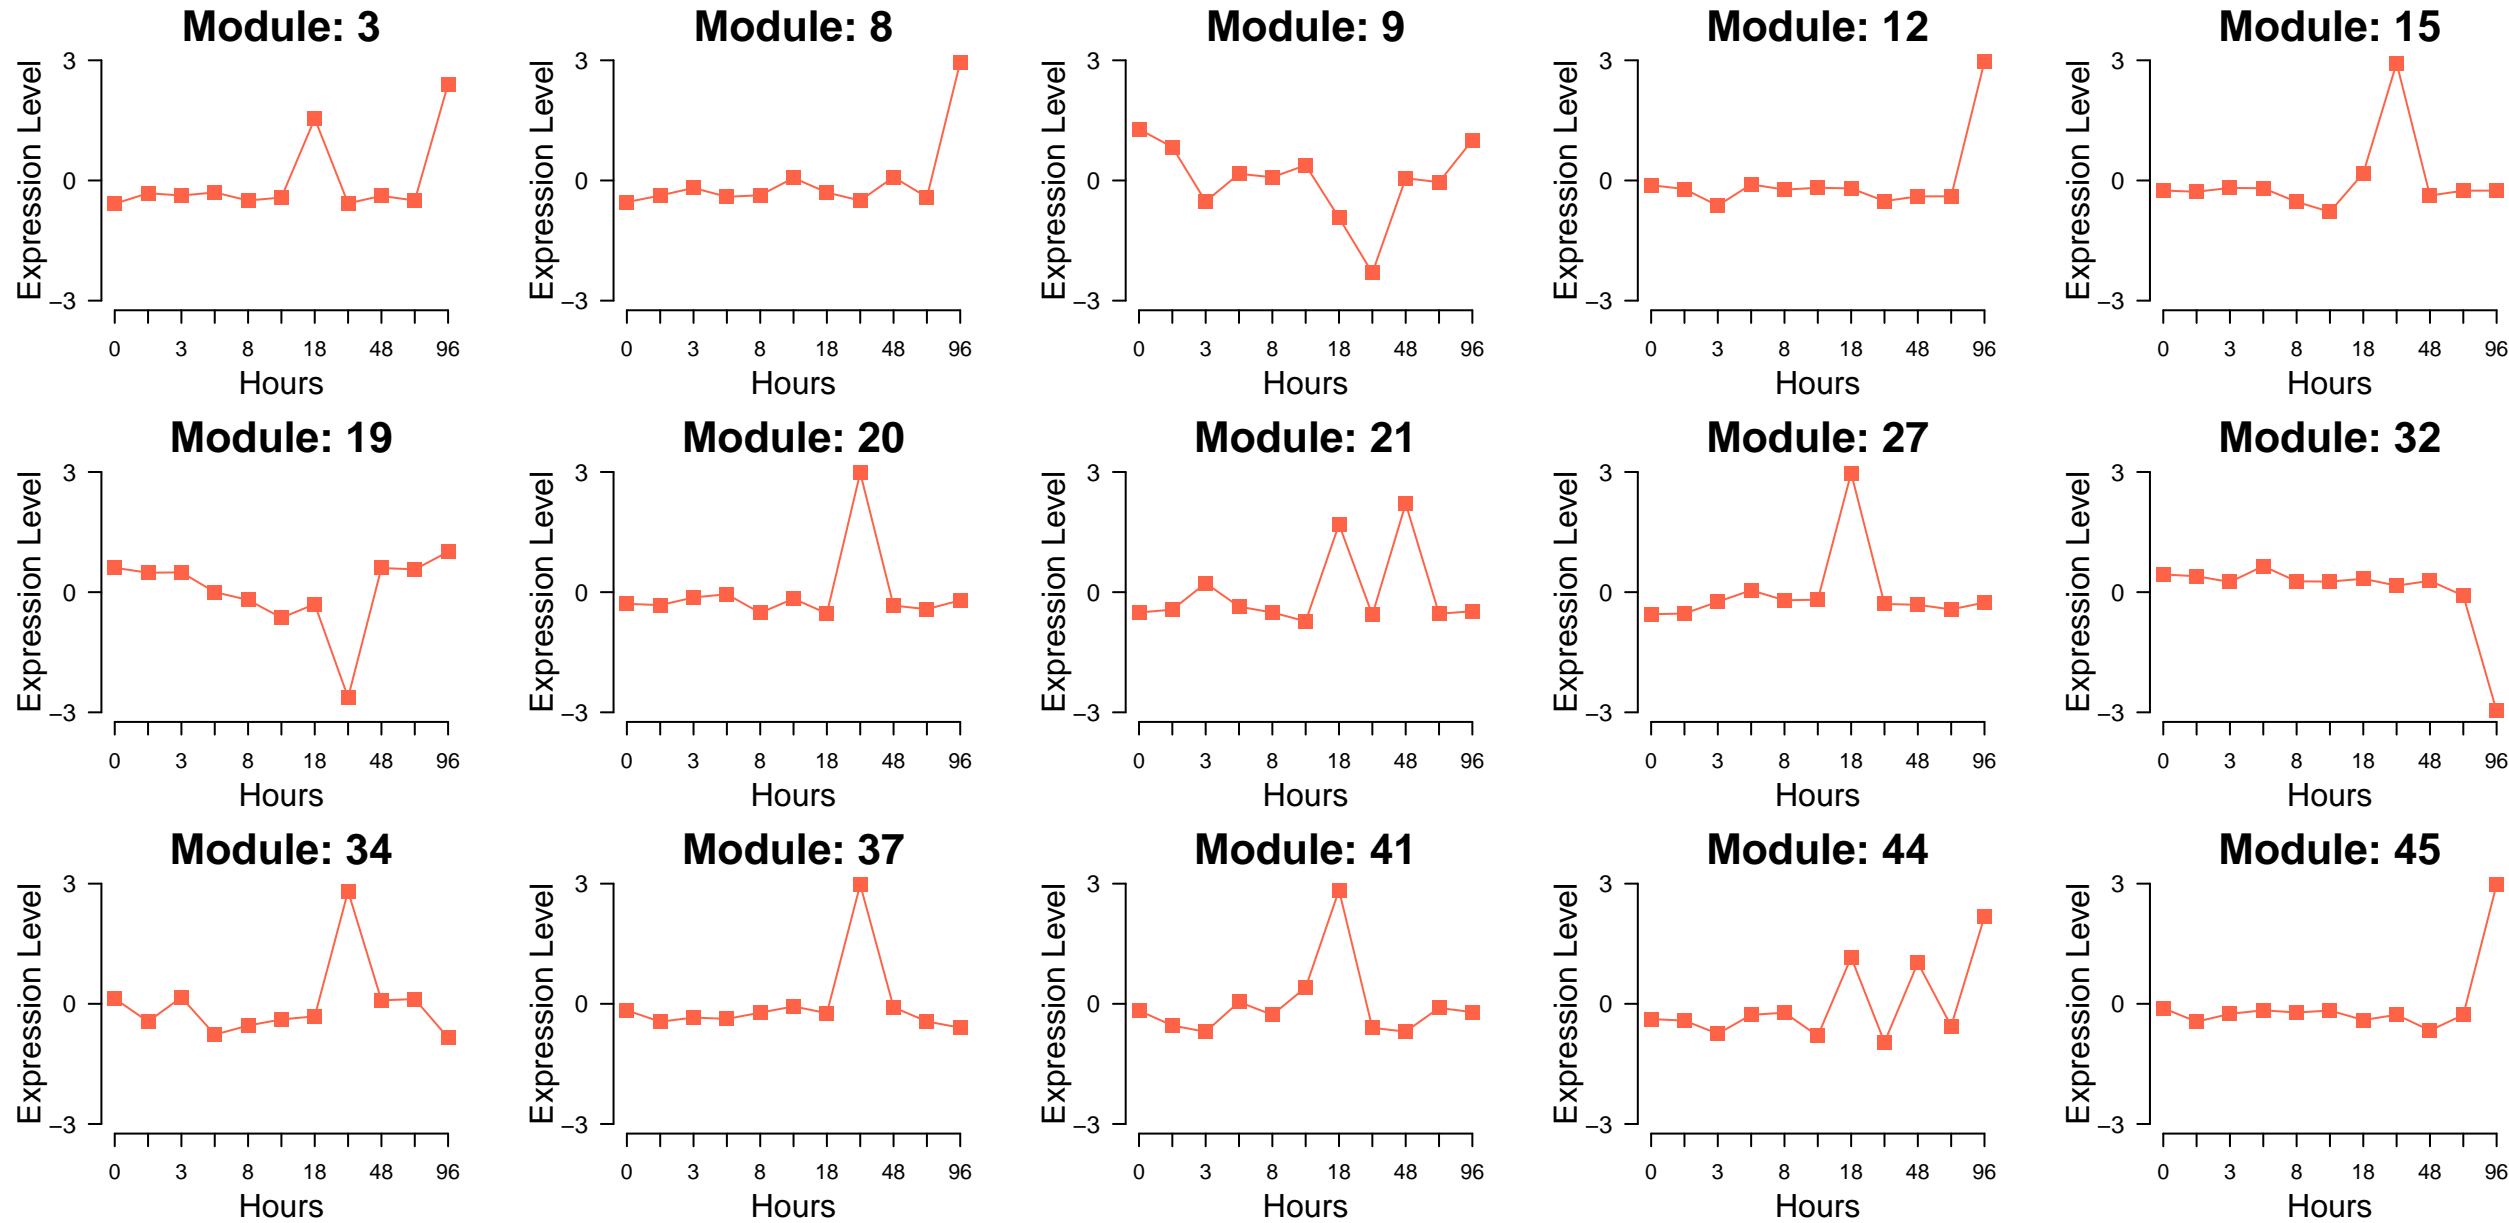 Module: 3
Expression Level
3
0
−3
0 3 8 18 48 96
Hours
Module: 8
Expression Level
3
0
−3
0 3 8 18 48 96
Hours
Module: 9
Expression Level
3
0
−3
0 3 8 18 48 96
Hours
Module: 12
Expression Level
3
0
−3
0 3 8 18 48 96
Hours
Module: 15
Expression Level
3
0
−3
0 3 8 18 48 96
Hours
Module: 19
Expression Level
3
0
−3
0 3 8 18 48 96
Hours
Module: 20
Expression Level
3
0
−3
0 3 8 18 48 96
Hours
Module: 21
Expression Level
3
0
−3
0 3 8 18 48 96
Hours
Module: 27
Expression Level
3
0
−3
0 3 8 18 48 96
Hours
Module: 32
Expression Level
3
0
−3
0 3 8 18 48 96
Hours
Module: 34
Expression Level
3
0
−3
0 3 8 18 48 96
Hours
Module: 37
Expression Level
3
0
−3
0 3 8 18 48 96
Hours
Module: 41
Expression Level
3
0
−3
0 3 8 18 48 96
Hours
Module: 44
Expression Level
3
0
−3
0 3 8 18 48 96
Hours
Module: 45
Expression Level
3
0
−3
0 3 8 18 48 96
Hours